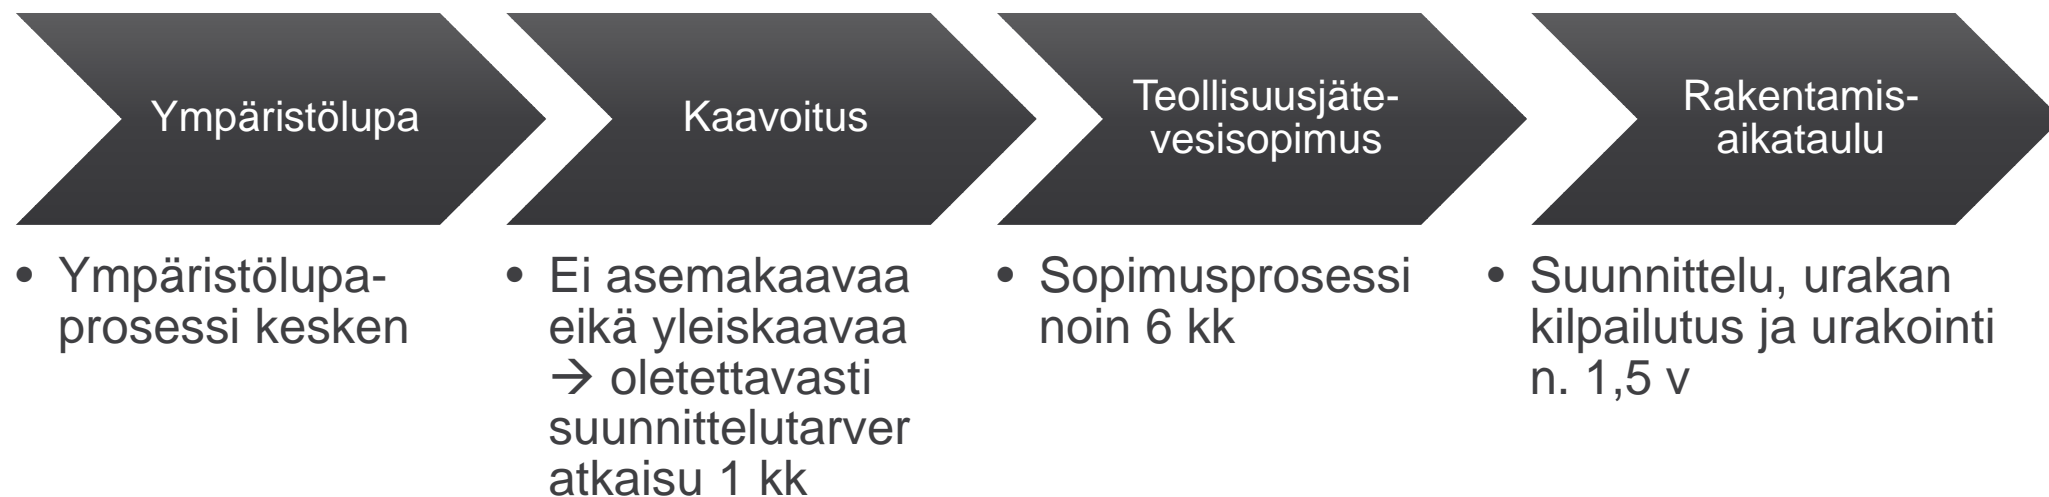 Ympäristölupa
Kaavoitus
Teollisuusjäte-
vesisopimus
Rakentamis-
aikataulu
• Ympäristölupa-
prosessi kesken
• Ei asemakaavaa
eikä yleiskaavaa
→ oletettavasti
suunnittelutarver
atkaisu 1 kk
• Sopimusprosessi
noin 6 kk
• Suunnittelu, urakan
kilpailutus ja urakointi
n. 1,5 v